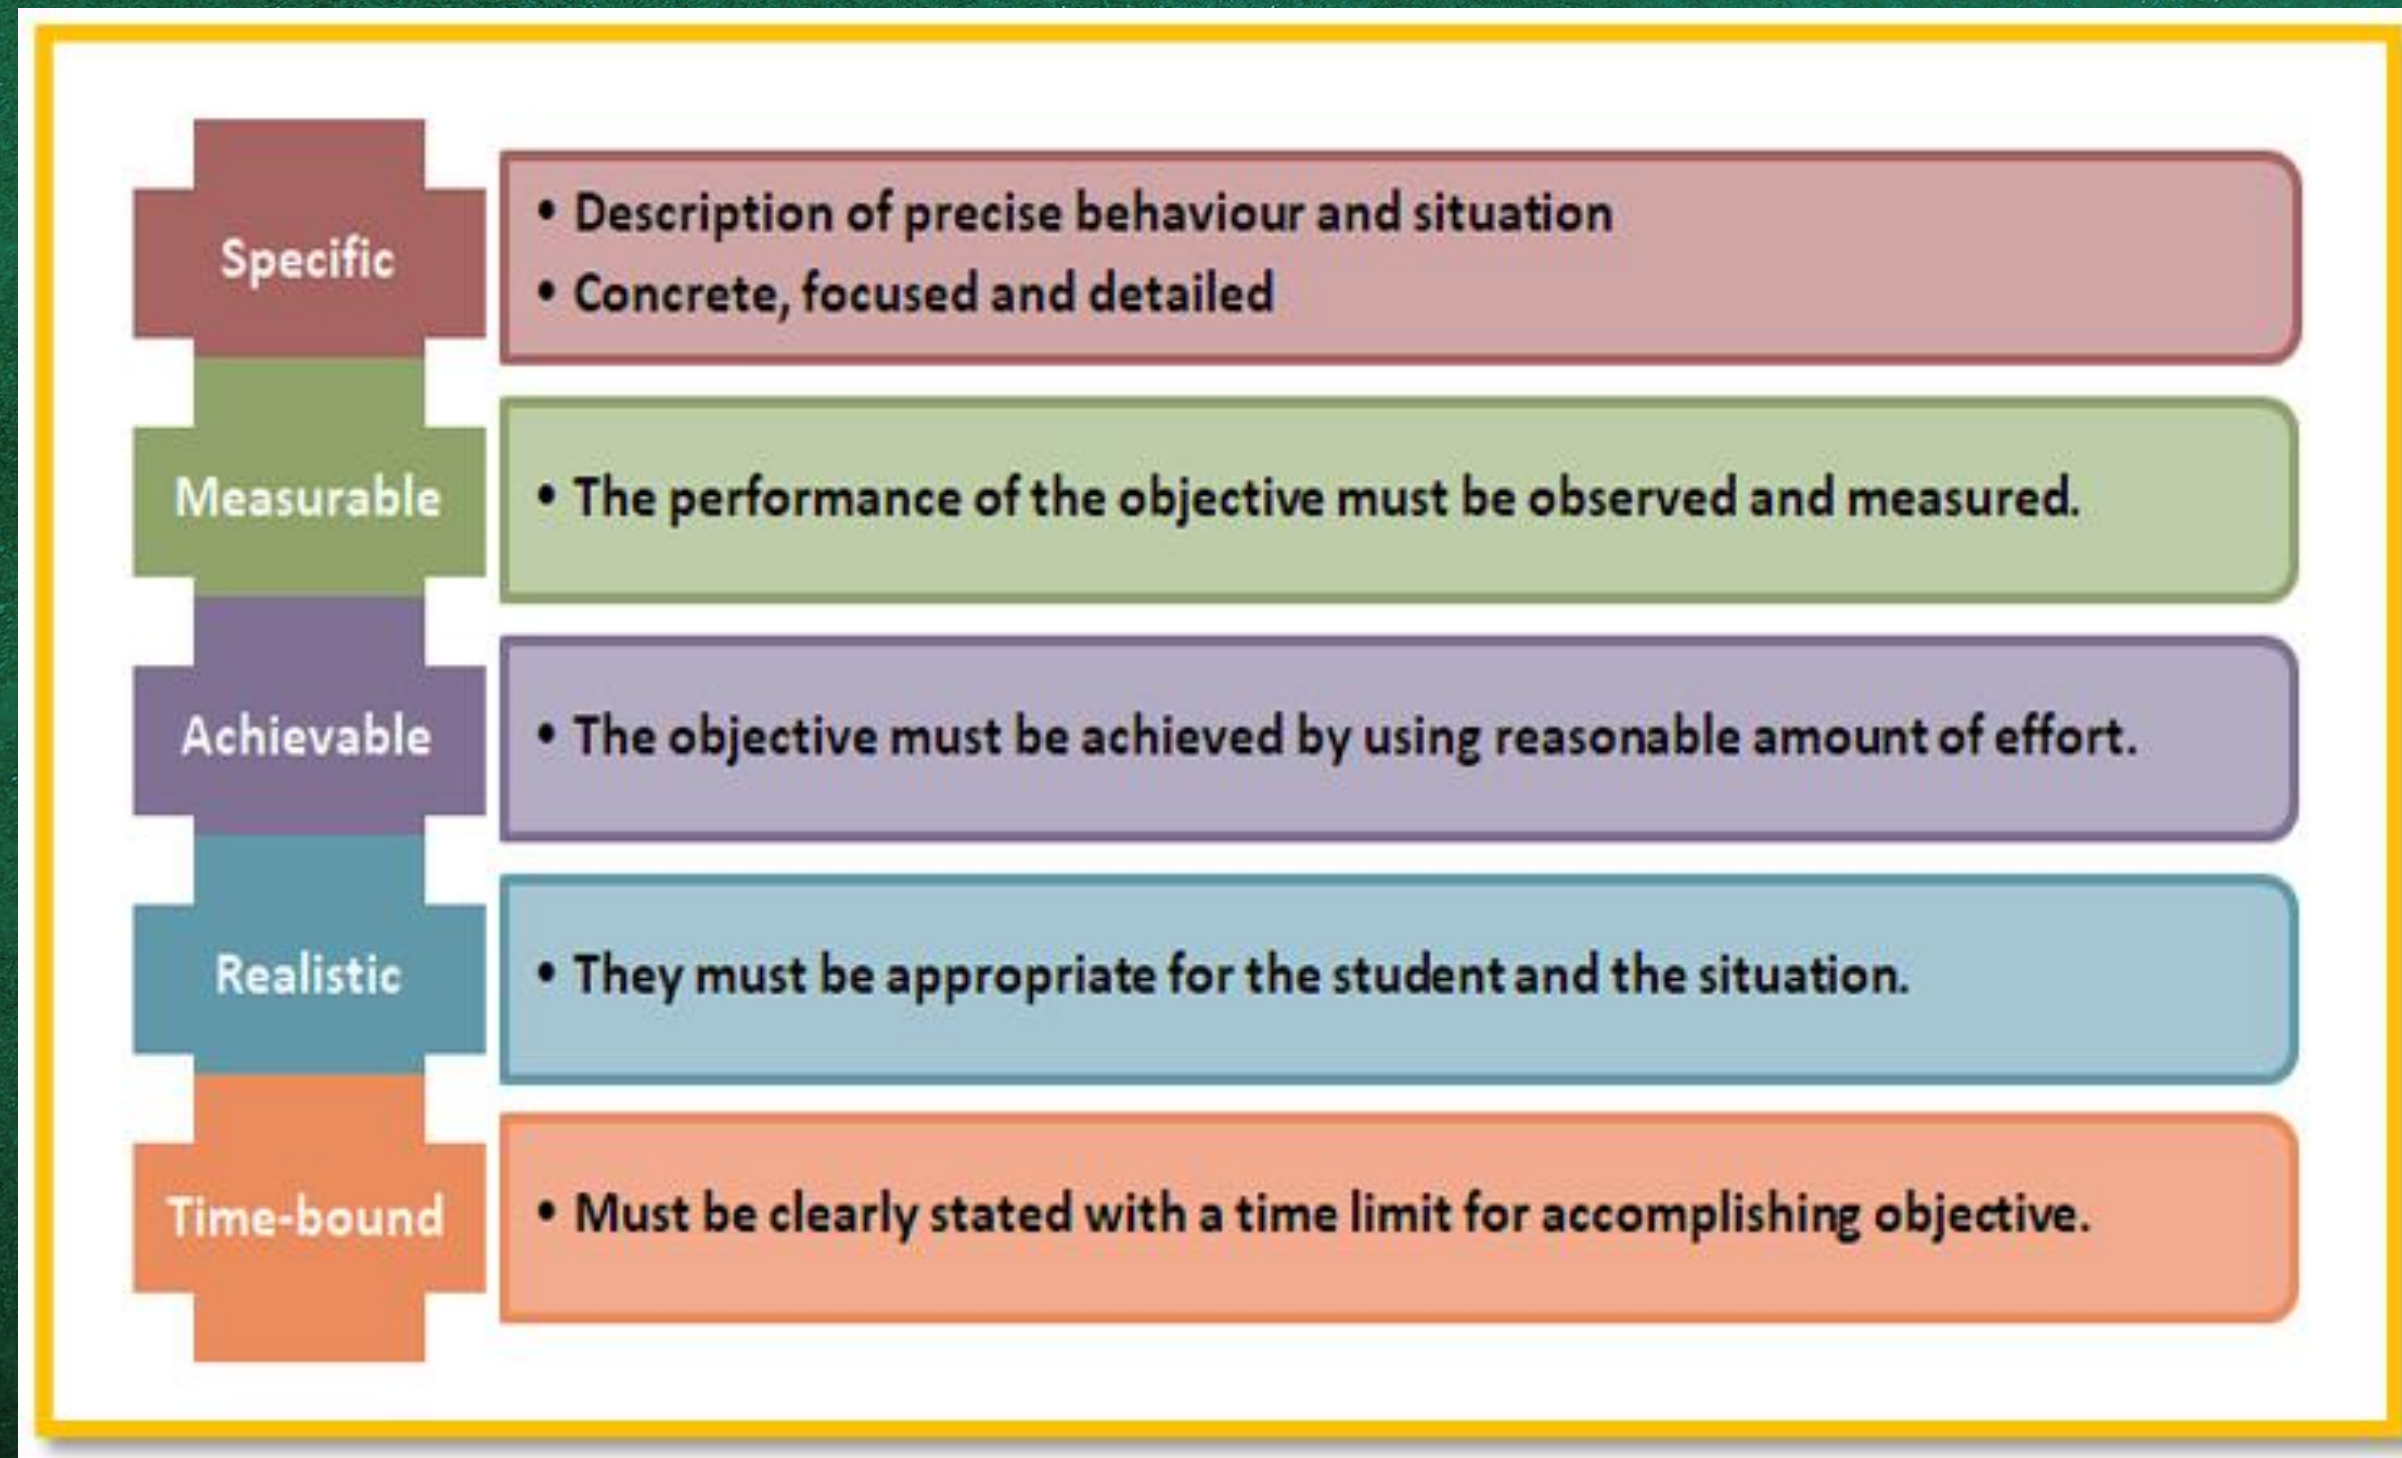 Specific
• Description of precise behaviour and situation
• Concrete, focused and detailed
Measurable
• The performance of the objective must be observed and measured.
Achievable
• The objective must be achieved by using reasonable amount of effort.
Realistic
• They must be appropriate for the student and the situation.
Time-bound
• Must be clearly stated with a time limit for accomplishing objective.